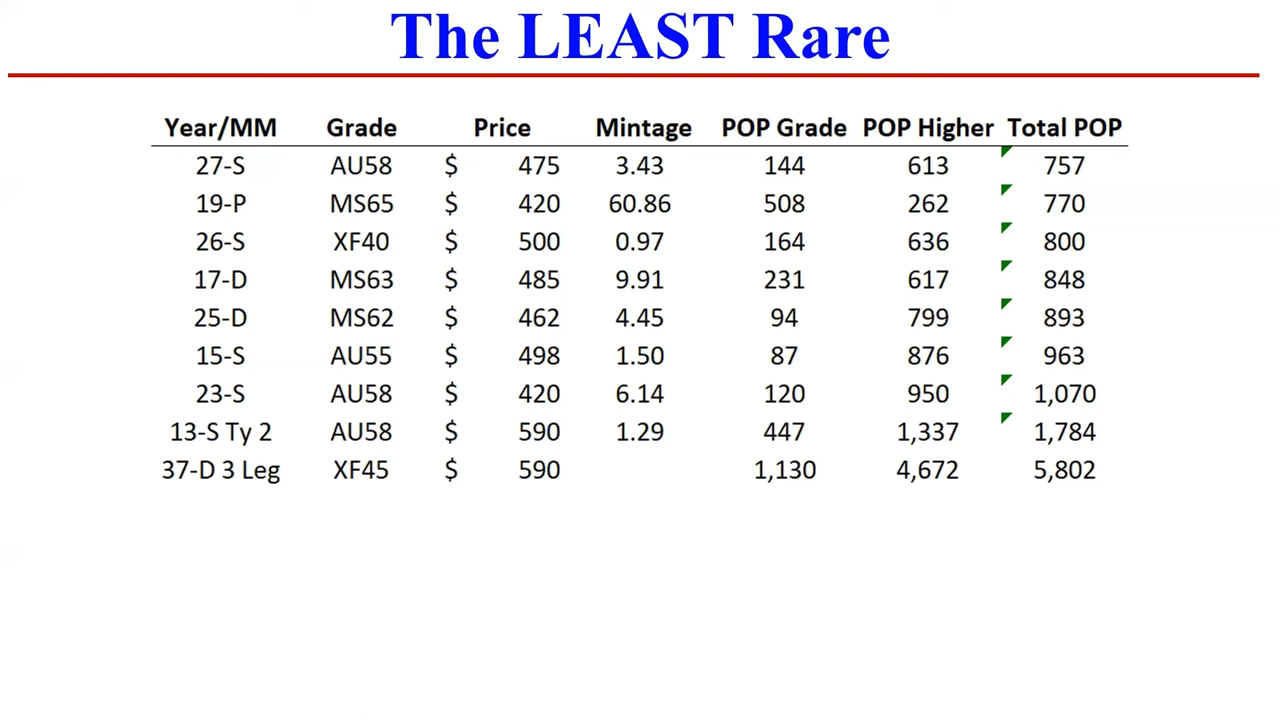 The LEAST Rare
Year/MM Grade Price Mintage POP Grade POP Higher Total POP
27-S AU58 $ 475 3.43 144 613 757
19-P MS65 $ 420 60.86 508 262 770
26-S XF40 $ 500 0.97 164 636 800
17-D MS63 $ 485 9.91 231 617 848
25-D MS62 $ 462 4.45 94 799 893
15-S AU55 $ 498 1.50 87 876 963
23-S AU58 $ 420 6.14 120 950 1,070
13-S Ty 2 AU58 $ 590 1.29 447 1,337 1,784
37-D 3 Leg XF45 $ 590 1,130 4,672 5,802